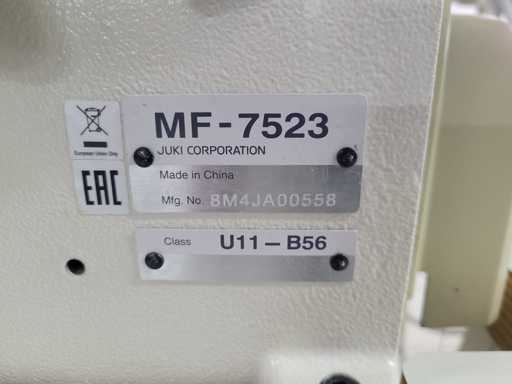 MF-7523
JUKI CORPORATION
Made in China
Mfg. No. 8M4JA00558
European Union Only
EAC
Class U11-B56